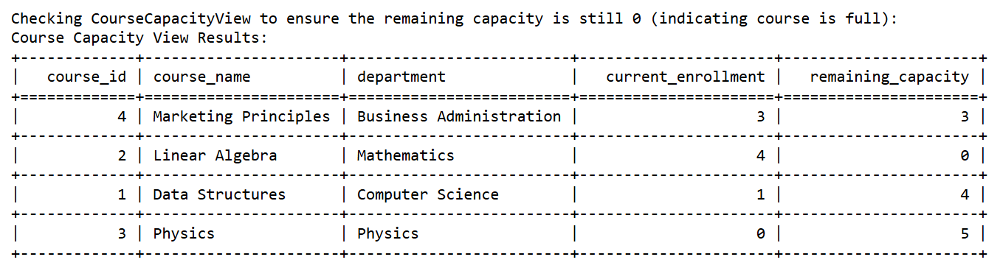 Checking CourseCapacityView to ensure the remaining capacity is still 0 (indicating course is full):
Course Capacity View Results:
+-------------+----------------------+-------------------------+----------------------+----------------------+
|   course_id | course_name          | department              |   current_enrollment |   remaining_capacity |
+=============+======================+=========================+======================+======================+
|           4 | Marketing Principles | Business Administration |                    3 |                    3 |
+-------------+----------------------+-------------------------+----------------------+----------------------+
|           2 | Linear Algebra       | Mathematics             |                    4 |                    0 |
+-------------+----------------------+-------------------------+----------------------+----------------------+
|           1 | Data Structures      | Computer Science        |                    1 |                    4 |
+-------------+----------------------+-------------------------+----------------------+----------------------+
|           3 | Physics              | Physics                 |                    0 |                    5 |
+-------------+----------------------+-------------------------+----------------------+----------------------+